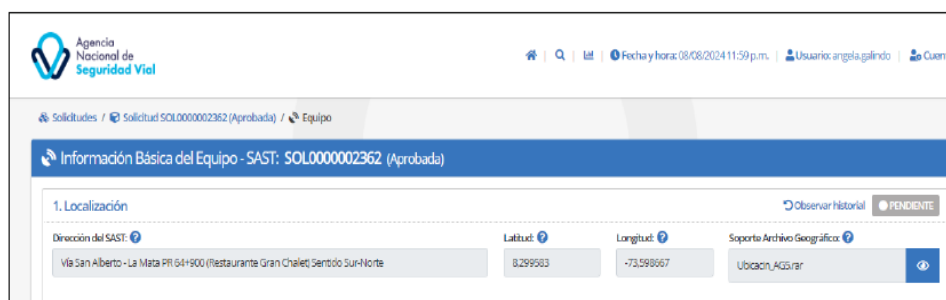 Agencia
Nacional de
Seguridad Vial
Fecha y hora: 08/08/2024 11:59 p.m. | Usuario: angela.galindo | Cuen
Solicitudes / Solicitud SOL0000002362 (Aprobada) / Equipo
Información Básica del Equipo - SAST: SOL0000002362 (Aprobada)
1. Localización Observar historial PENDIENTE
Dirección del SAST: Latitud: Longitud: Soporte Archivo Geográfico:
Vía San Alberto - La Mata PR 64+900 (Restaurante Gran Chalet) Sentido Sur-Norte 8,299583 -73,598667 Ubicacin_AGS.rar